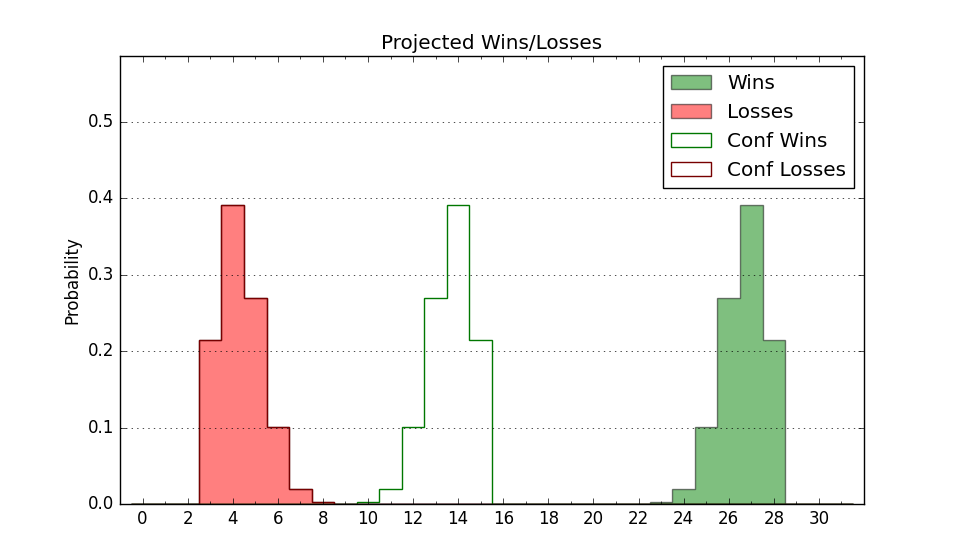 Projected Wins/Losses
Wins
Losses
Conf Wins
Conf Losses
Probability
0.5
0.4
0.3
0.2
0.1
0.0
0 2 4 6 8 10 12 14 16 18 20 22 24 26 28 30